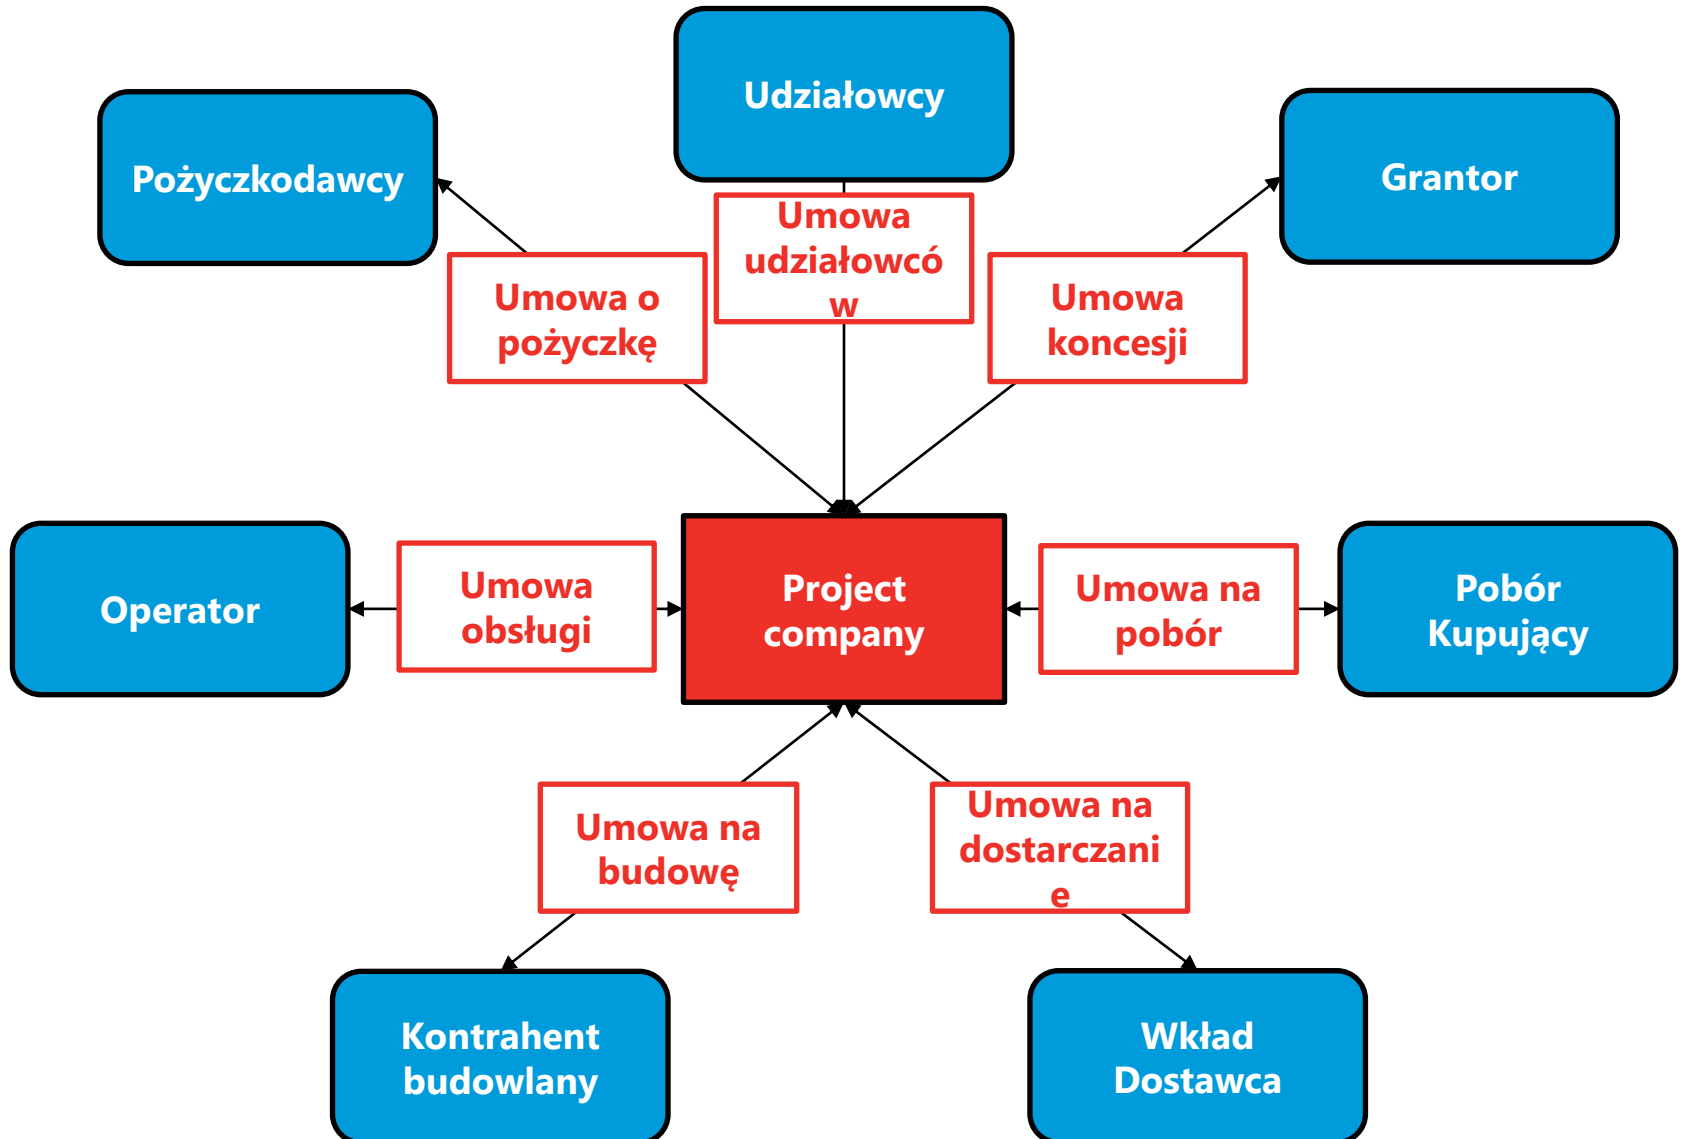 Udziałowcy
Pożyczkodawcy
Grantor
Umowa
udziałowcó
w
Umowa o
pożyczkę
Umowa
koncesji
Operator
Umowa
obsługi
Project
company
Umowa na
pobór
Pobór
Kupujący
Umowa na
budowę
Umowa na
dostarczani
e
Kontrahent
budowlany
Wkład
Dostawca